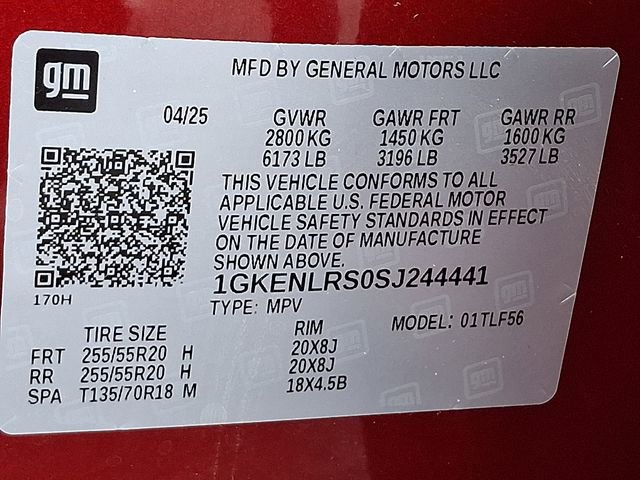 gm
MFD BY GENERAL MOTORS LLC
04/25 GVWR GAWR FRT GAWR RR
2800 KG 1450 KG 1600 KG
6173 LB 3196 LB 3527 LB
THIS VEHICLE CONFORMS TO ALL
APPLICABLE U.S. FEDERAL MOTOR
VEHICLE SAFETY STANDARDS IN EFFECT
ON THE DATE OF MANUFACTURE
SHOWN ABOVE.
1GKENLRS0SJ244441
170H
TYPE: MPV
MODEL: 01TLF56
TIRE SIZE RIM
FRT 255/55R20 H 20X8J
RR 255/55R20 H 20X8J
SPA T135/70R18 M 18X4.5B